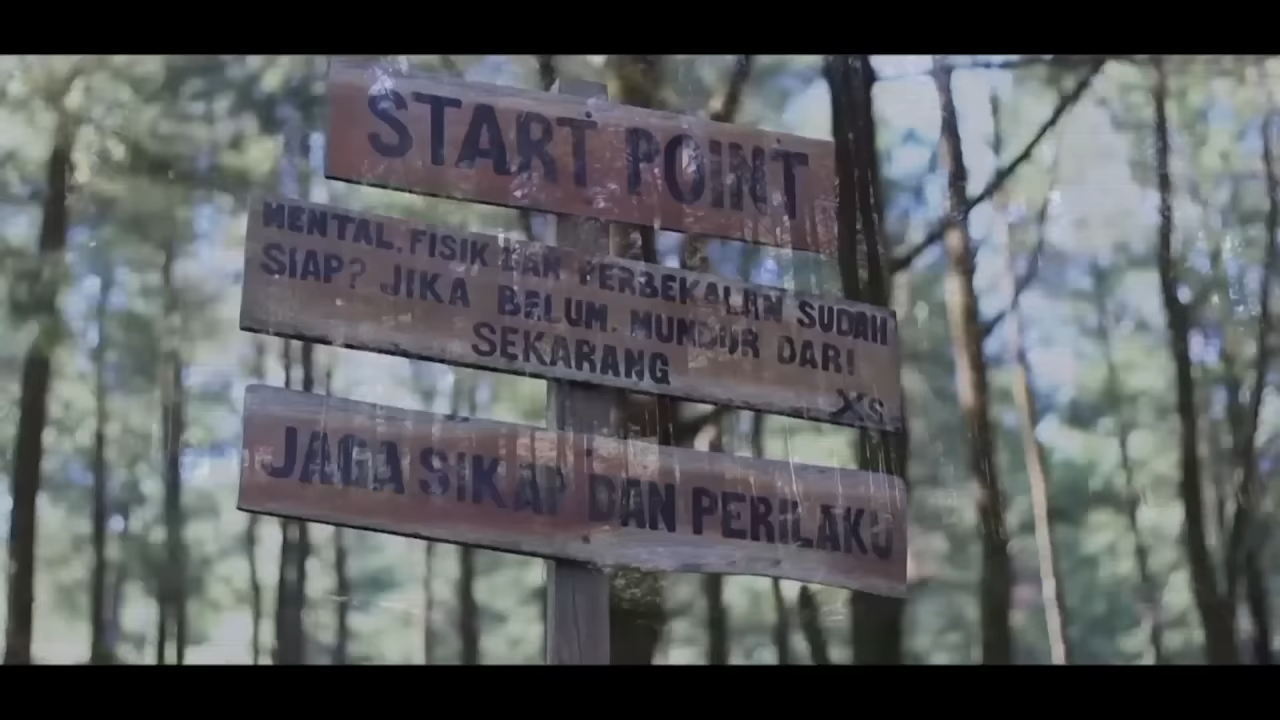 START POINT
MENTAL. FISIK DAN PERBEKALAN SUDAH
SIAP? JIKA BELUM. MUNDUR DARI
SEKARANG
XS
JAGA SIKAP DAN PERILAKU